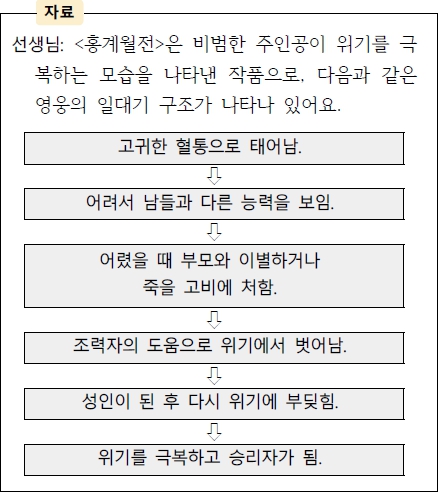 자료
선생님: <홍계월전>은 비범한 주인공이 위기를 극
복하는 모습을 나타낸 작품으로, 다음과 같은
영웅의 일대기 구조가 나타나 있어요.
고귀한 혈통으로 태어남.
어려서 남들과 다른 능력을 보임.
어렸을 때 부모와 이별하거나
죽을 고비에 처함.
조력자의 도움으로 위기에서 벗어남.
성인이 된 후 다시 위기에 부딪힘.
위기를 극복하고 승리자가 됨.